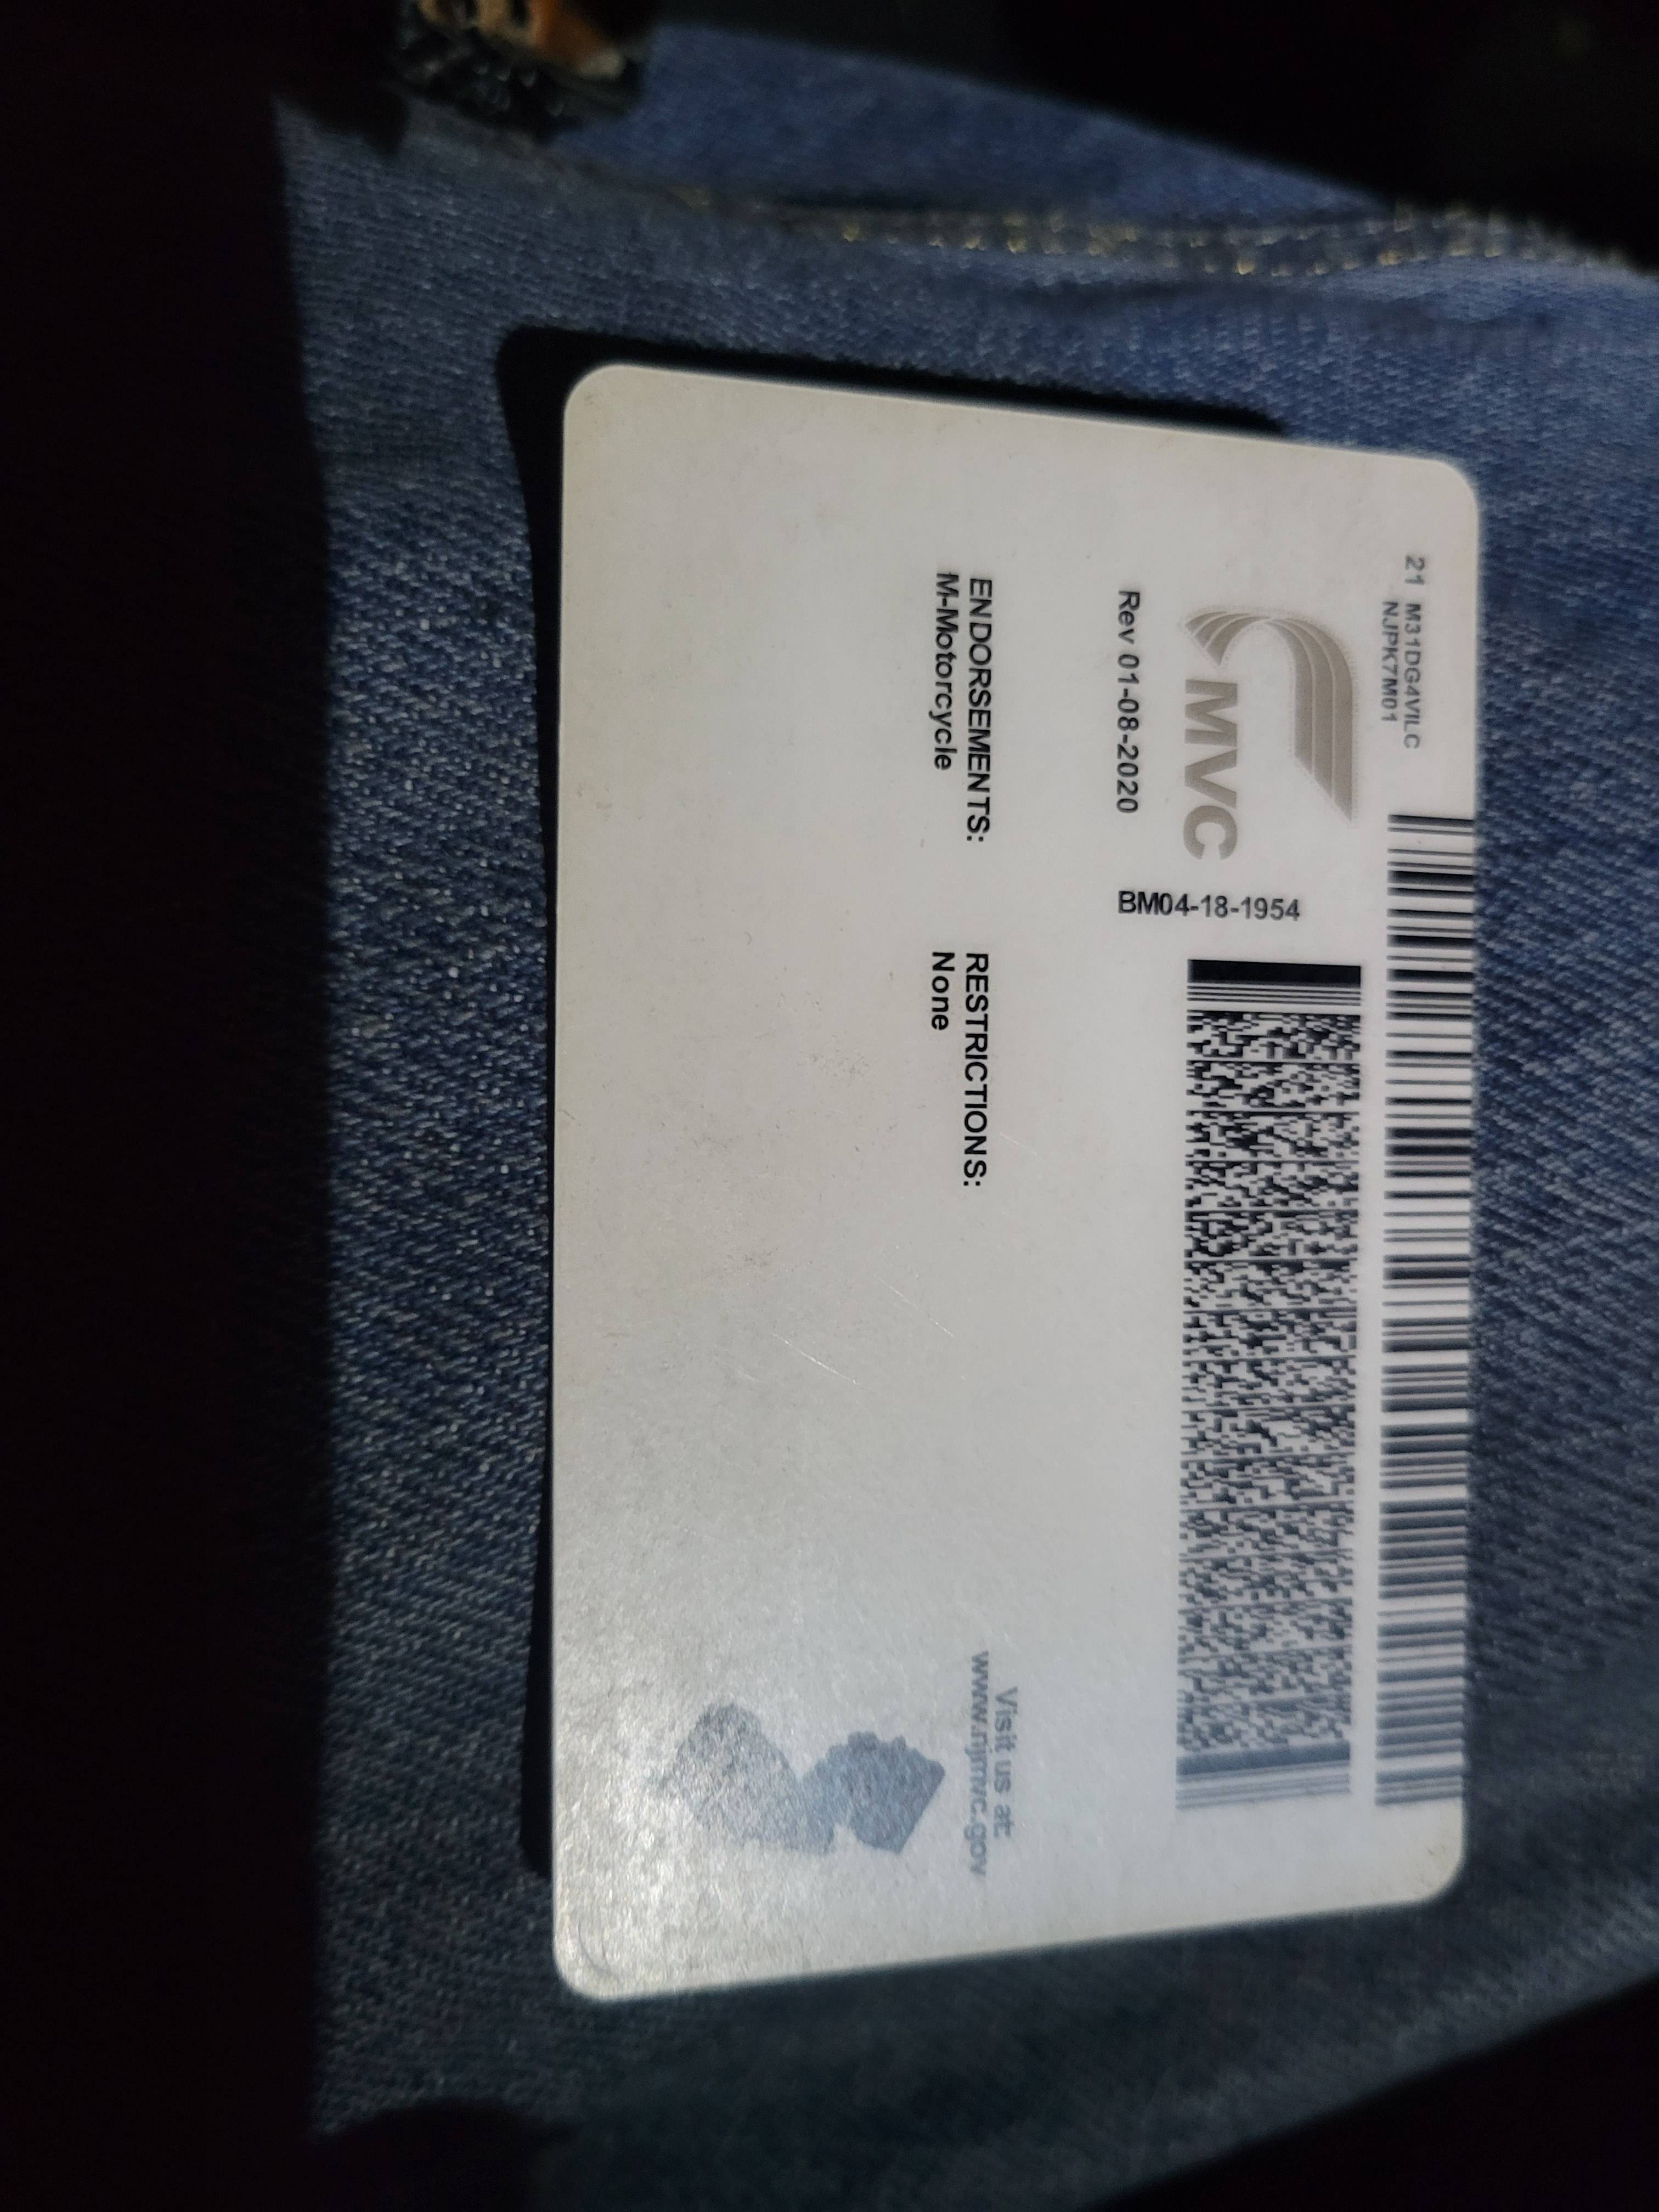 21 M31DG4VILC
NJPK7M01
MVC
BM04-18-1954
Rev 01-08-2020
ENDORSEMENTS: RESTRICTIONS:
M-Motorcycle None
Visit us at:
www.njmvc.gov